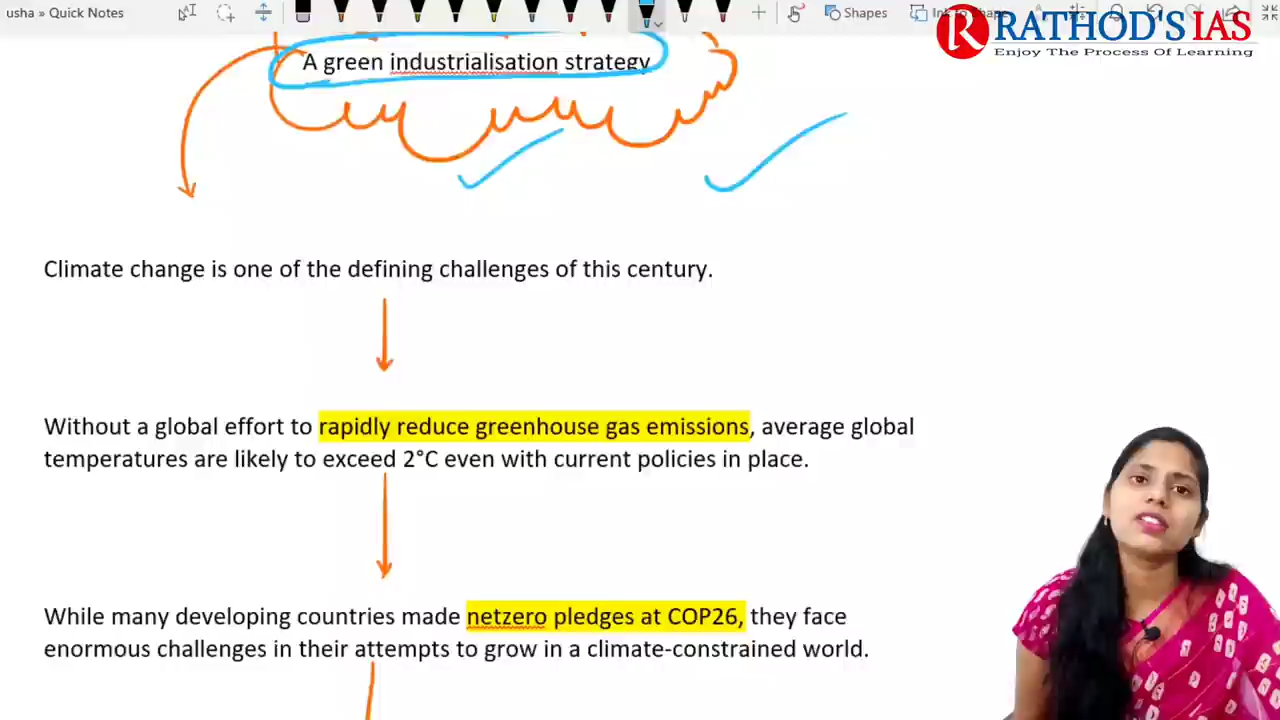 usha » Quick Notes
Shapes
RATHOD'S IAS
Enjoy The Process Of Learning
A green industrialisation strategy
Climate change is one of the defining challenges of this century.
Without a global effort to rapidly reduce greenhouse gas emissions, average global
temperatures are likely to exceed 2°C even with current policies in place.
While many developing countries made netzero pledges at COP26, they face
enormous challenges in their attempts to grow in a climate-constrained world.